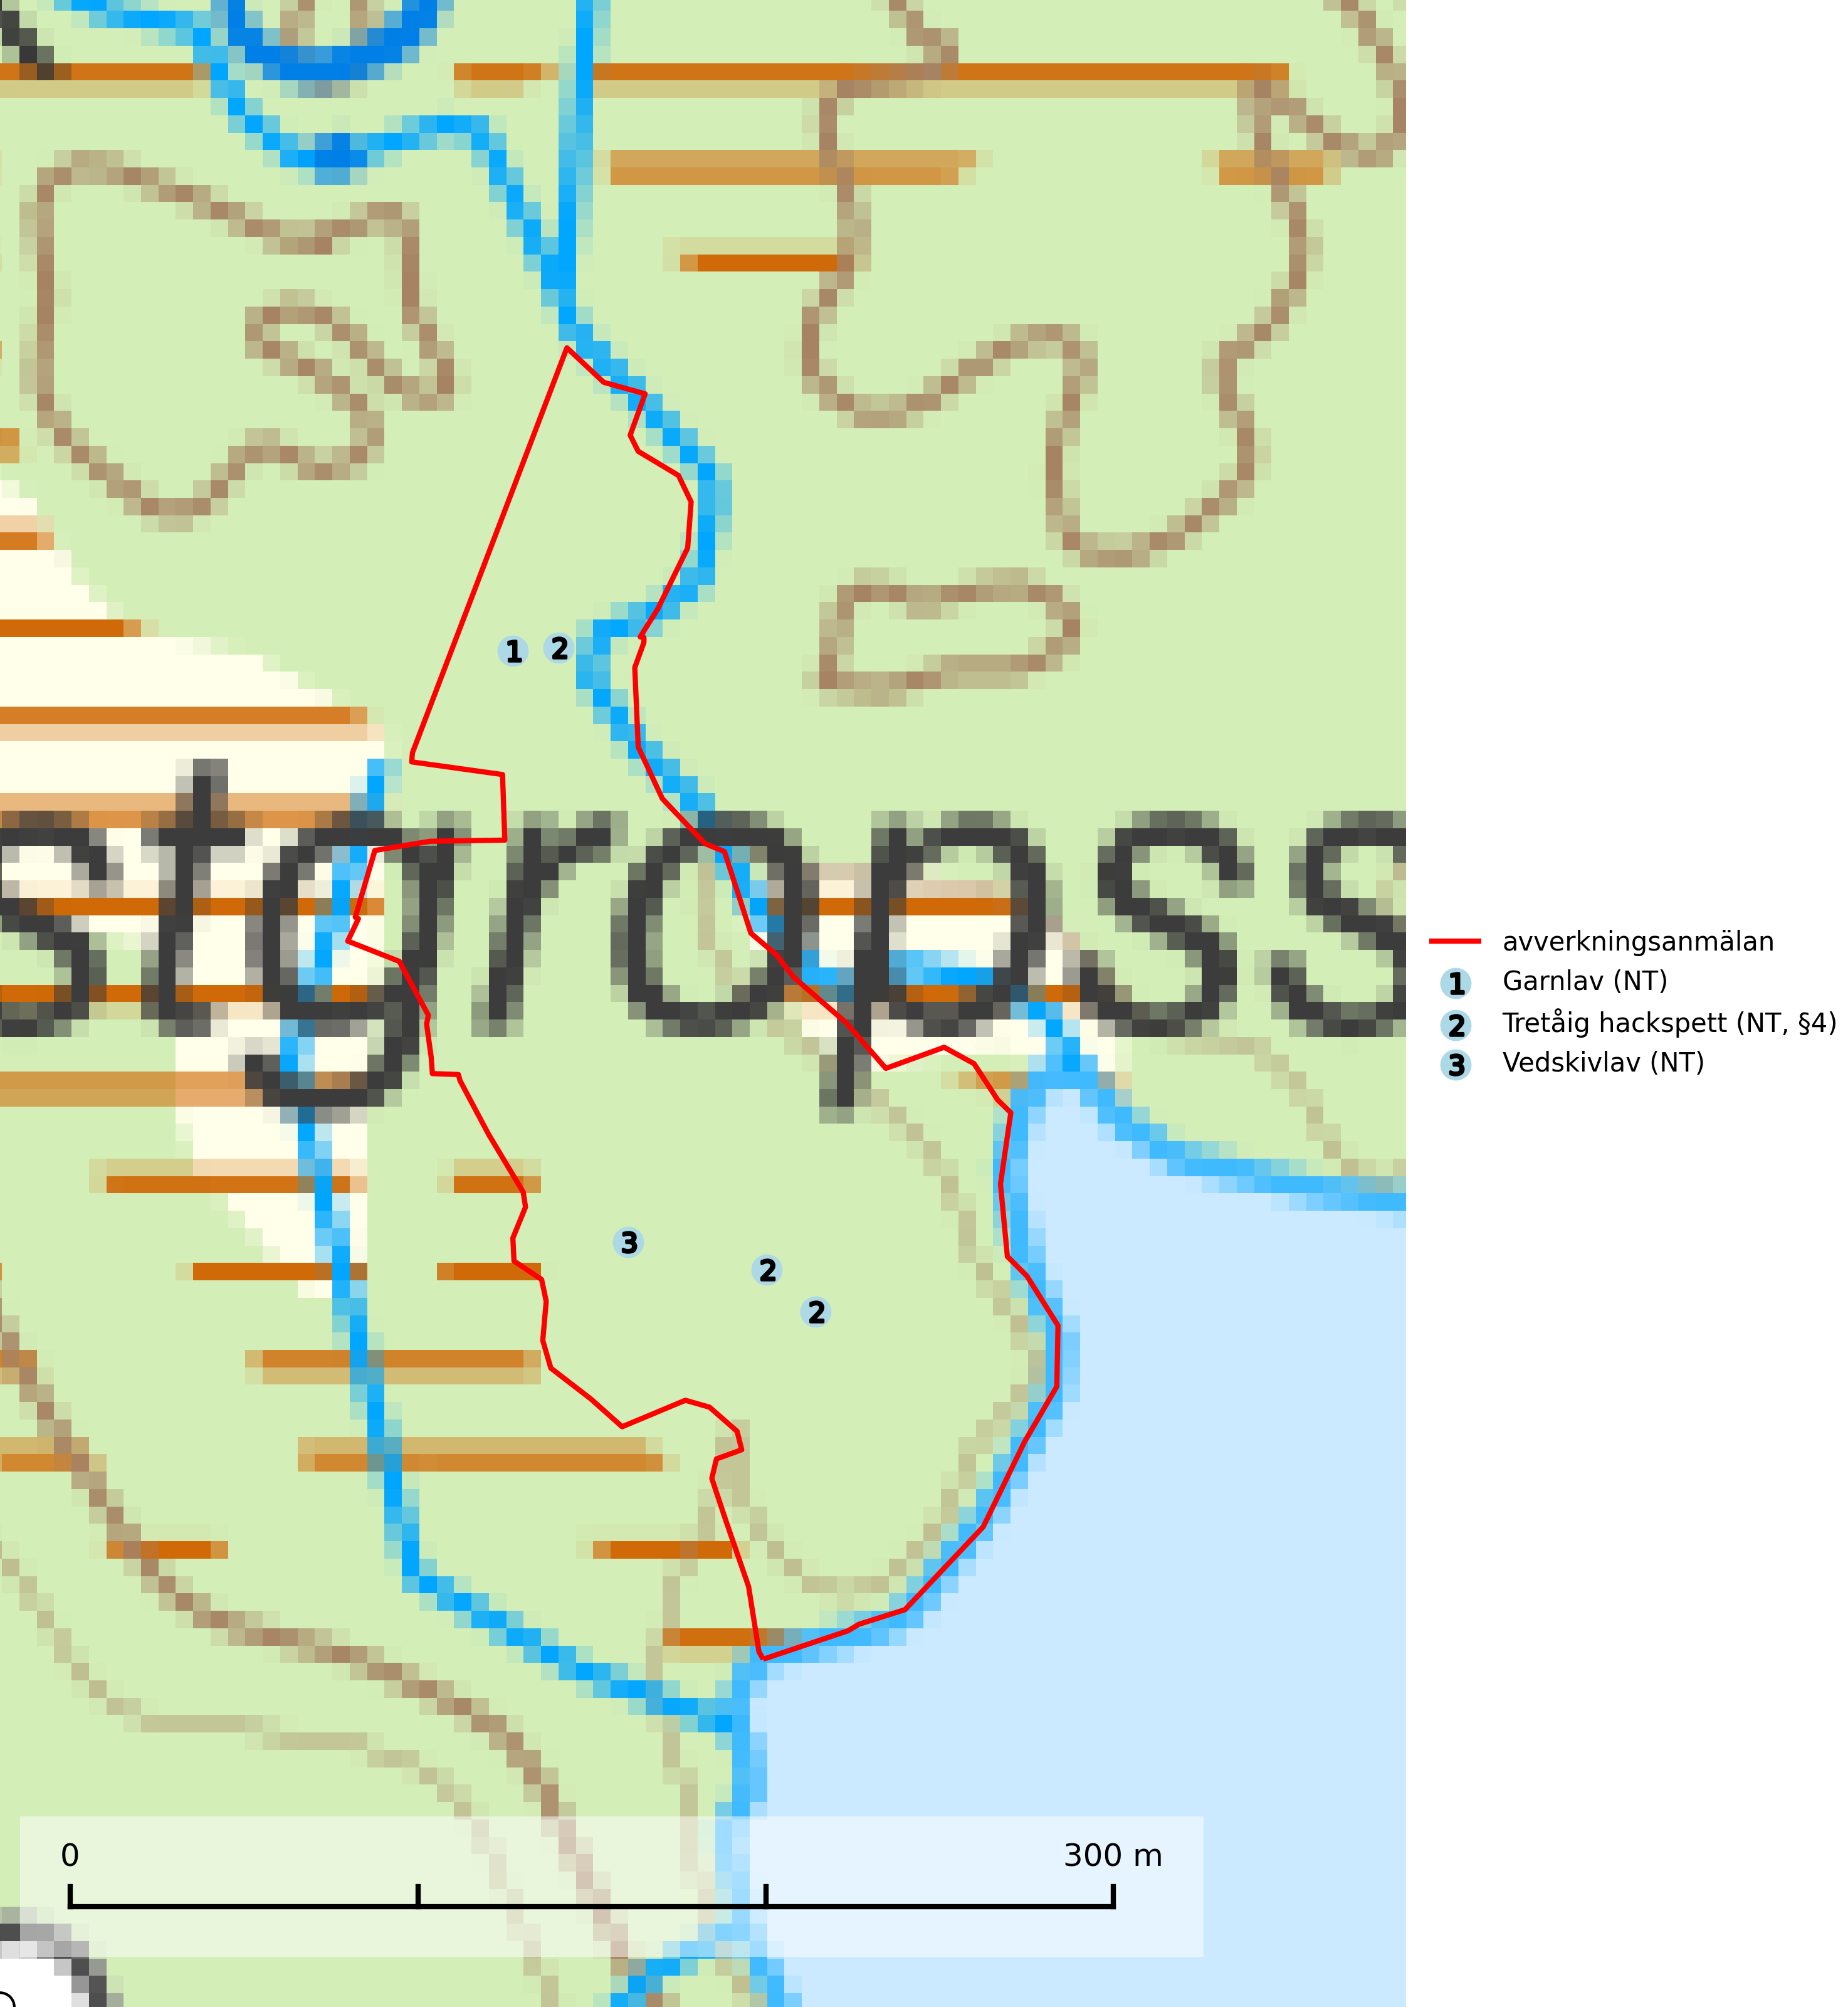 1 2
stgrapss
3
2
2
avverkningsanmälan
1 Garnlav (NT)
2 Tretåig hackspett (NT, §4)
3 Vedskivlav (NT)
0 300 m